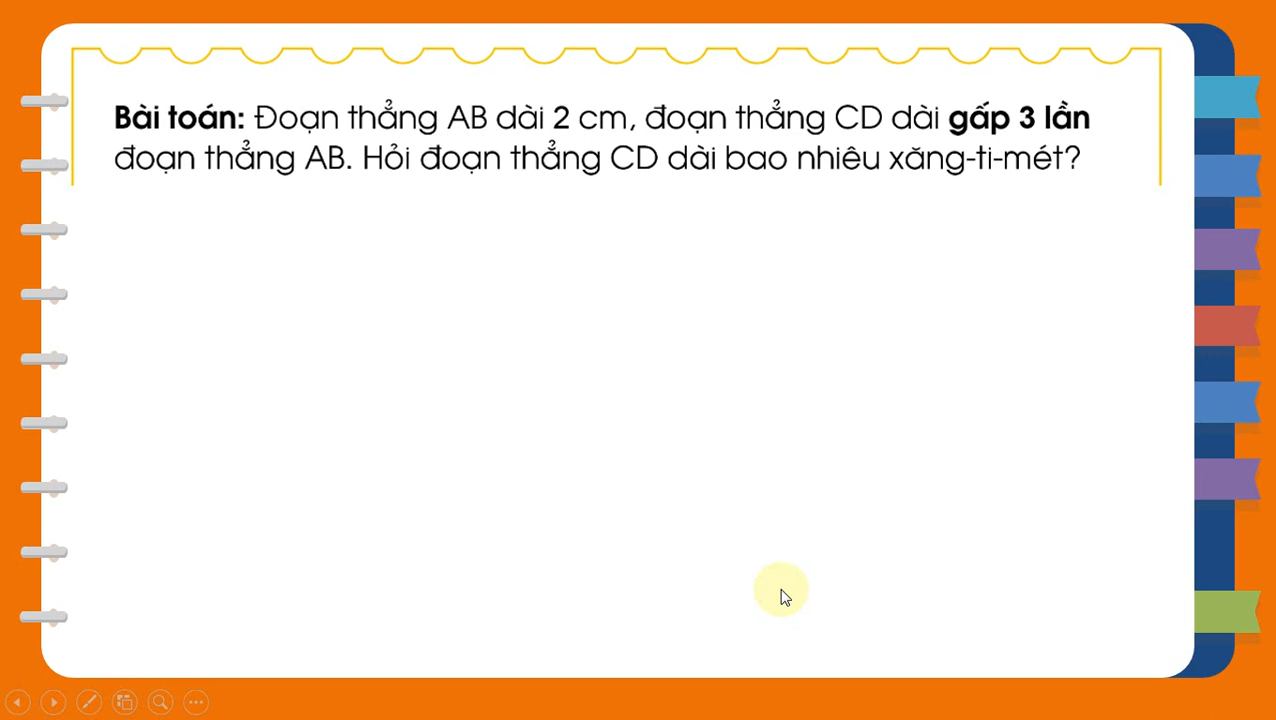 Bài toán: Đoạn thẳng AB dài 2 cm, đoạn thẳng CD dài gấp 3 lần
đoạn thẳng AB. Hỏi đoạn thẳng CD dài bao nhiêu xăng-ti-mét?